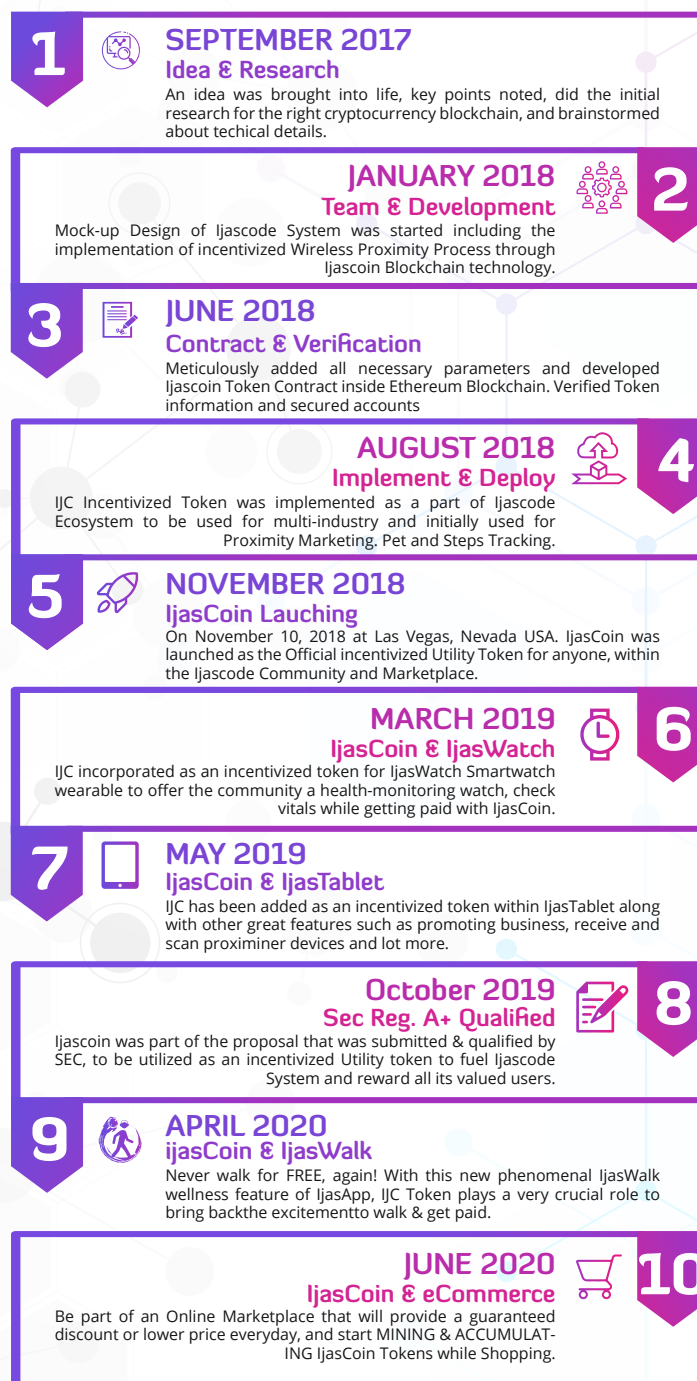 1
SEPTEMBER 2017
Idea & Research
An idea was brought into life, key points noted, did the initial
research for the right cryptocurrency blockchain, and brainstormed
about techical details.
2
JANUARY 2018
Team & Development
Mock-up Design of Ijascode System was started including the
implementation of incentivized Wireless Proximity Process through
Ijascoin Blockchain technology.
3
JUNE 2018
Contract & Verification
Meticulously added all necessary parameters and developed
Ijascoin Token Contract inside Ethereum Blockchain. Verified Token
information and secured accounts
4
AUGUST 2018
Implement & Deploy
IJC Incentivized Token was implemented as a part of Ijascode
Ecosystem to be used for multi-industry and initially used for
Proximity Marketing. Pet and Steps Tracking.
5
NOVEMBER 2018
IjasCoin Lauching
On November 10, 2018 at Las Vegas, Nevada USA. IjasCoin was
launched as the Official incentivized Utility Token for anyone, within
the Ijascode Community and Marketplace.
6
MARCH 2019
IjasCoin & IjasWatch
IJC incorporated as an incentivized token for IjasWatch Smartwatch
wearable to offer the community a health-monitoring watch, check
vitals while getting paid with IjasCoin.
7
MAY 2019
IjasCoin & IjasTablet
IJC has been added as an incentivized token within IjasTablet along
with other great features such as promoting business, receive and
scan proximiner devices and lot more.
8
October 2019
Sec Reg. A+ Qualified
Ijascoin was part of the proposal that was submitted & qualified by
SEC, to be utilized as an incentivized Utility token to fuel Ijascode
System and reward all its valued users.
9
APRIL 2020
ijasCoin & IjasWalk
Never walk for FREE, again! With this new phenomenal IjasWalk
wellness feature of IjasApp, IJC Token plays a very crucial role to
bring backthe excitementto walk & get paid.
10
JUNE 2020
IjasCoin & eCommerce
Be part of an Online Marketplace that will provide a guaranteed
discount or lower price everyday, and start MINING & ACCUMULAT-
ING IjasCoin Tokens while Shopping.